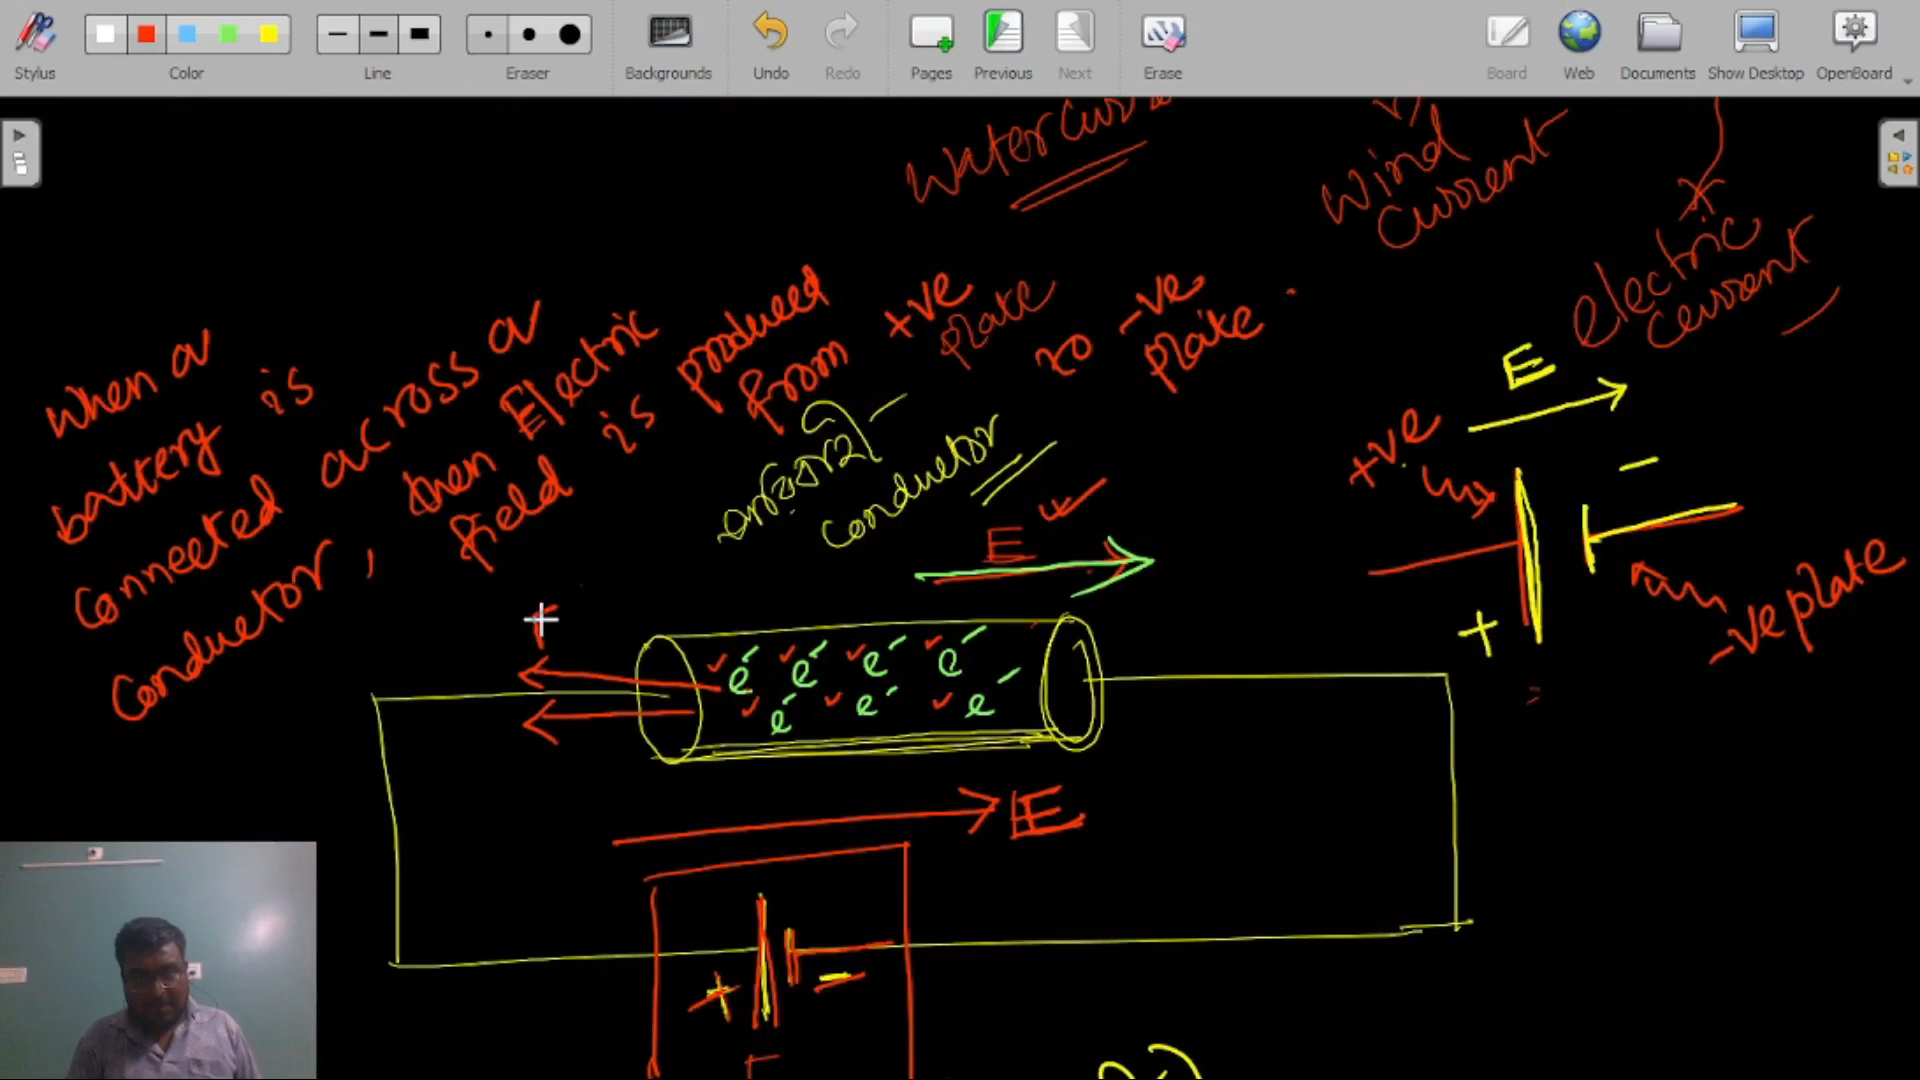 Stylus
Color
Line
Eraser
Backgrounds
Undo
Redo
Pages
Previous
Next
Erase
Board
Web
Documents
Show Desktop
OpenBoard
Water
Wind
Current
electric
current
When a
battery is
connected across a
conductor, then Electric
field is produced
from +ve
plate
to -ve
plate.
conductor
E
E
+ve
-
+
-ve plate
E
F
e- e- e- e-
e- e- e-
E
+ -